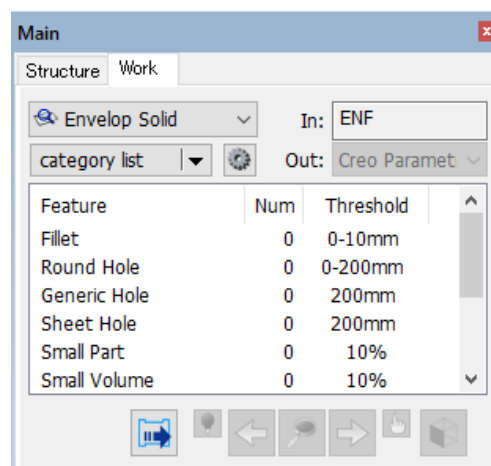 Main
Structure Work
Envelop Solid In: ENF
category list Out: Creo Paramet
Feature Num Threshold
Fillet 0 0-10mm
Round Hole 0 0-200mm
Generic Hole 0 200mm
Sheet Hole 0 200mm
Small Part 0 10%
Small Volume 0 10%